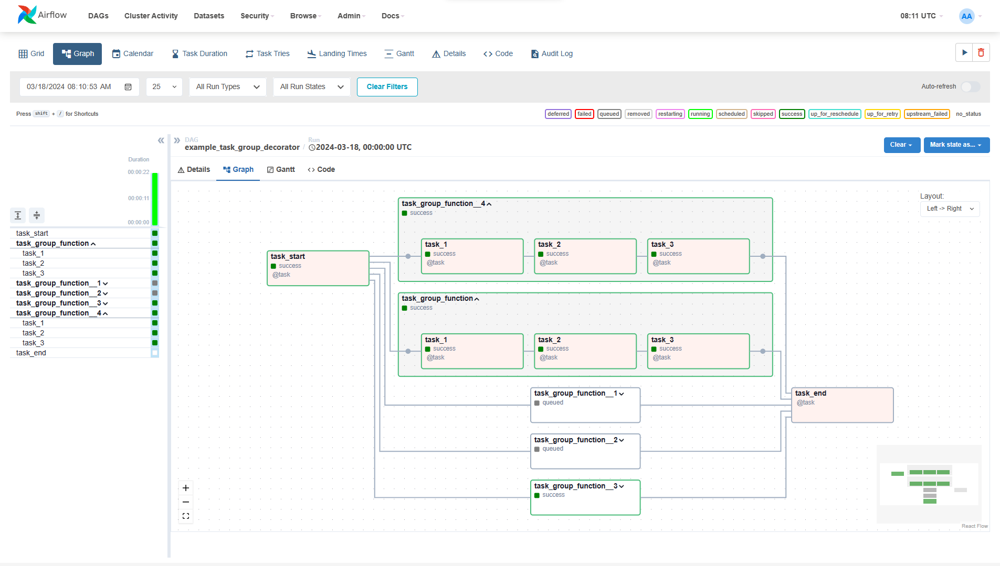 Airflow
DAGs Cluster Activity Datasets Security Browse Admin Docs
08:11 UTC AA
Grid Graph Calendar Task Duration Task Tries Landing Times Gantt Details Code Audit Log
03/18/2024 08:10:53 AM 25 All Run Types All Run States Clear Filters Auto-refresh
Press shift + / for Shortcuts
deferred failed queued removed restarting running scheduled skipped success up_for_reschedule up_for_retry upstream_failed no_status
DAG
example_task_group_decorator / 
Run
2024-03-18, 00:00:00 UTC
Clear Mark state as...
Details Graph Gantt Code
Duration
00:00:22
00:00:11
00:00:00
task_start
task_group_function
task_1
task_2
task_3
task_group_function__1
task_group_function__2
task_group_function__3
task_group_function__4
task_1
task_2
task_3
task_end
Layout:
Left -> Right
task_start
success
@task
task_group_function__4
success
task_1
success
@task
task_2
success
@task
task_3
success
@task
task_group_function
success
task_1
success
@task
task_2
success
@task
task_3
success
@task
task_group_function__1
queued
task_group_function__2
queued
task_group_function__3
success
task_end
@task
React Flow